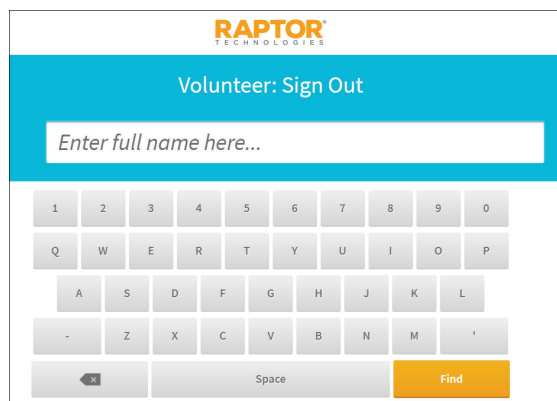 RAPTOR®
TECHNOLOGIES
Volunteer: Sign Out
Enter full name here...
1 2 3 4 5 6 7 8 9 0
Q W E R T Y U I O P
A S D F G H J K L
- Z X C V B N M '
Space Find